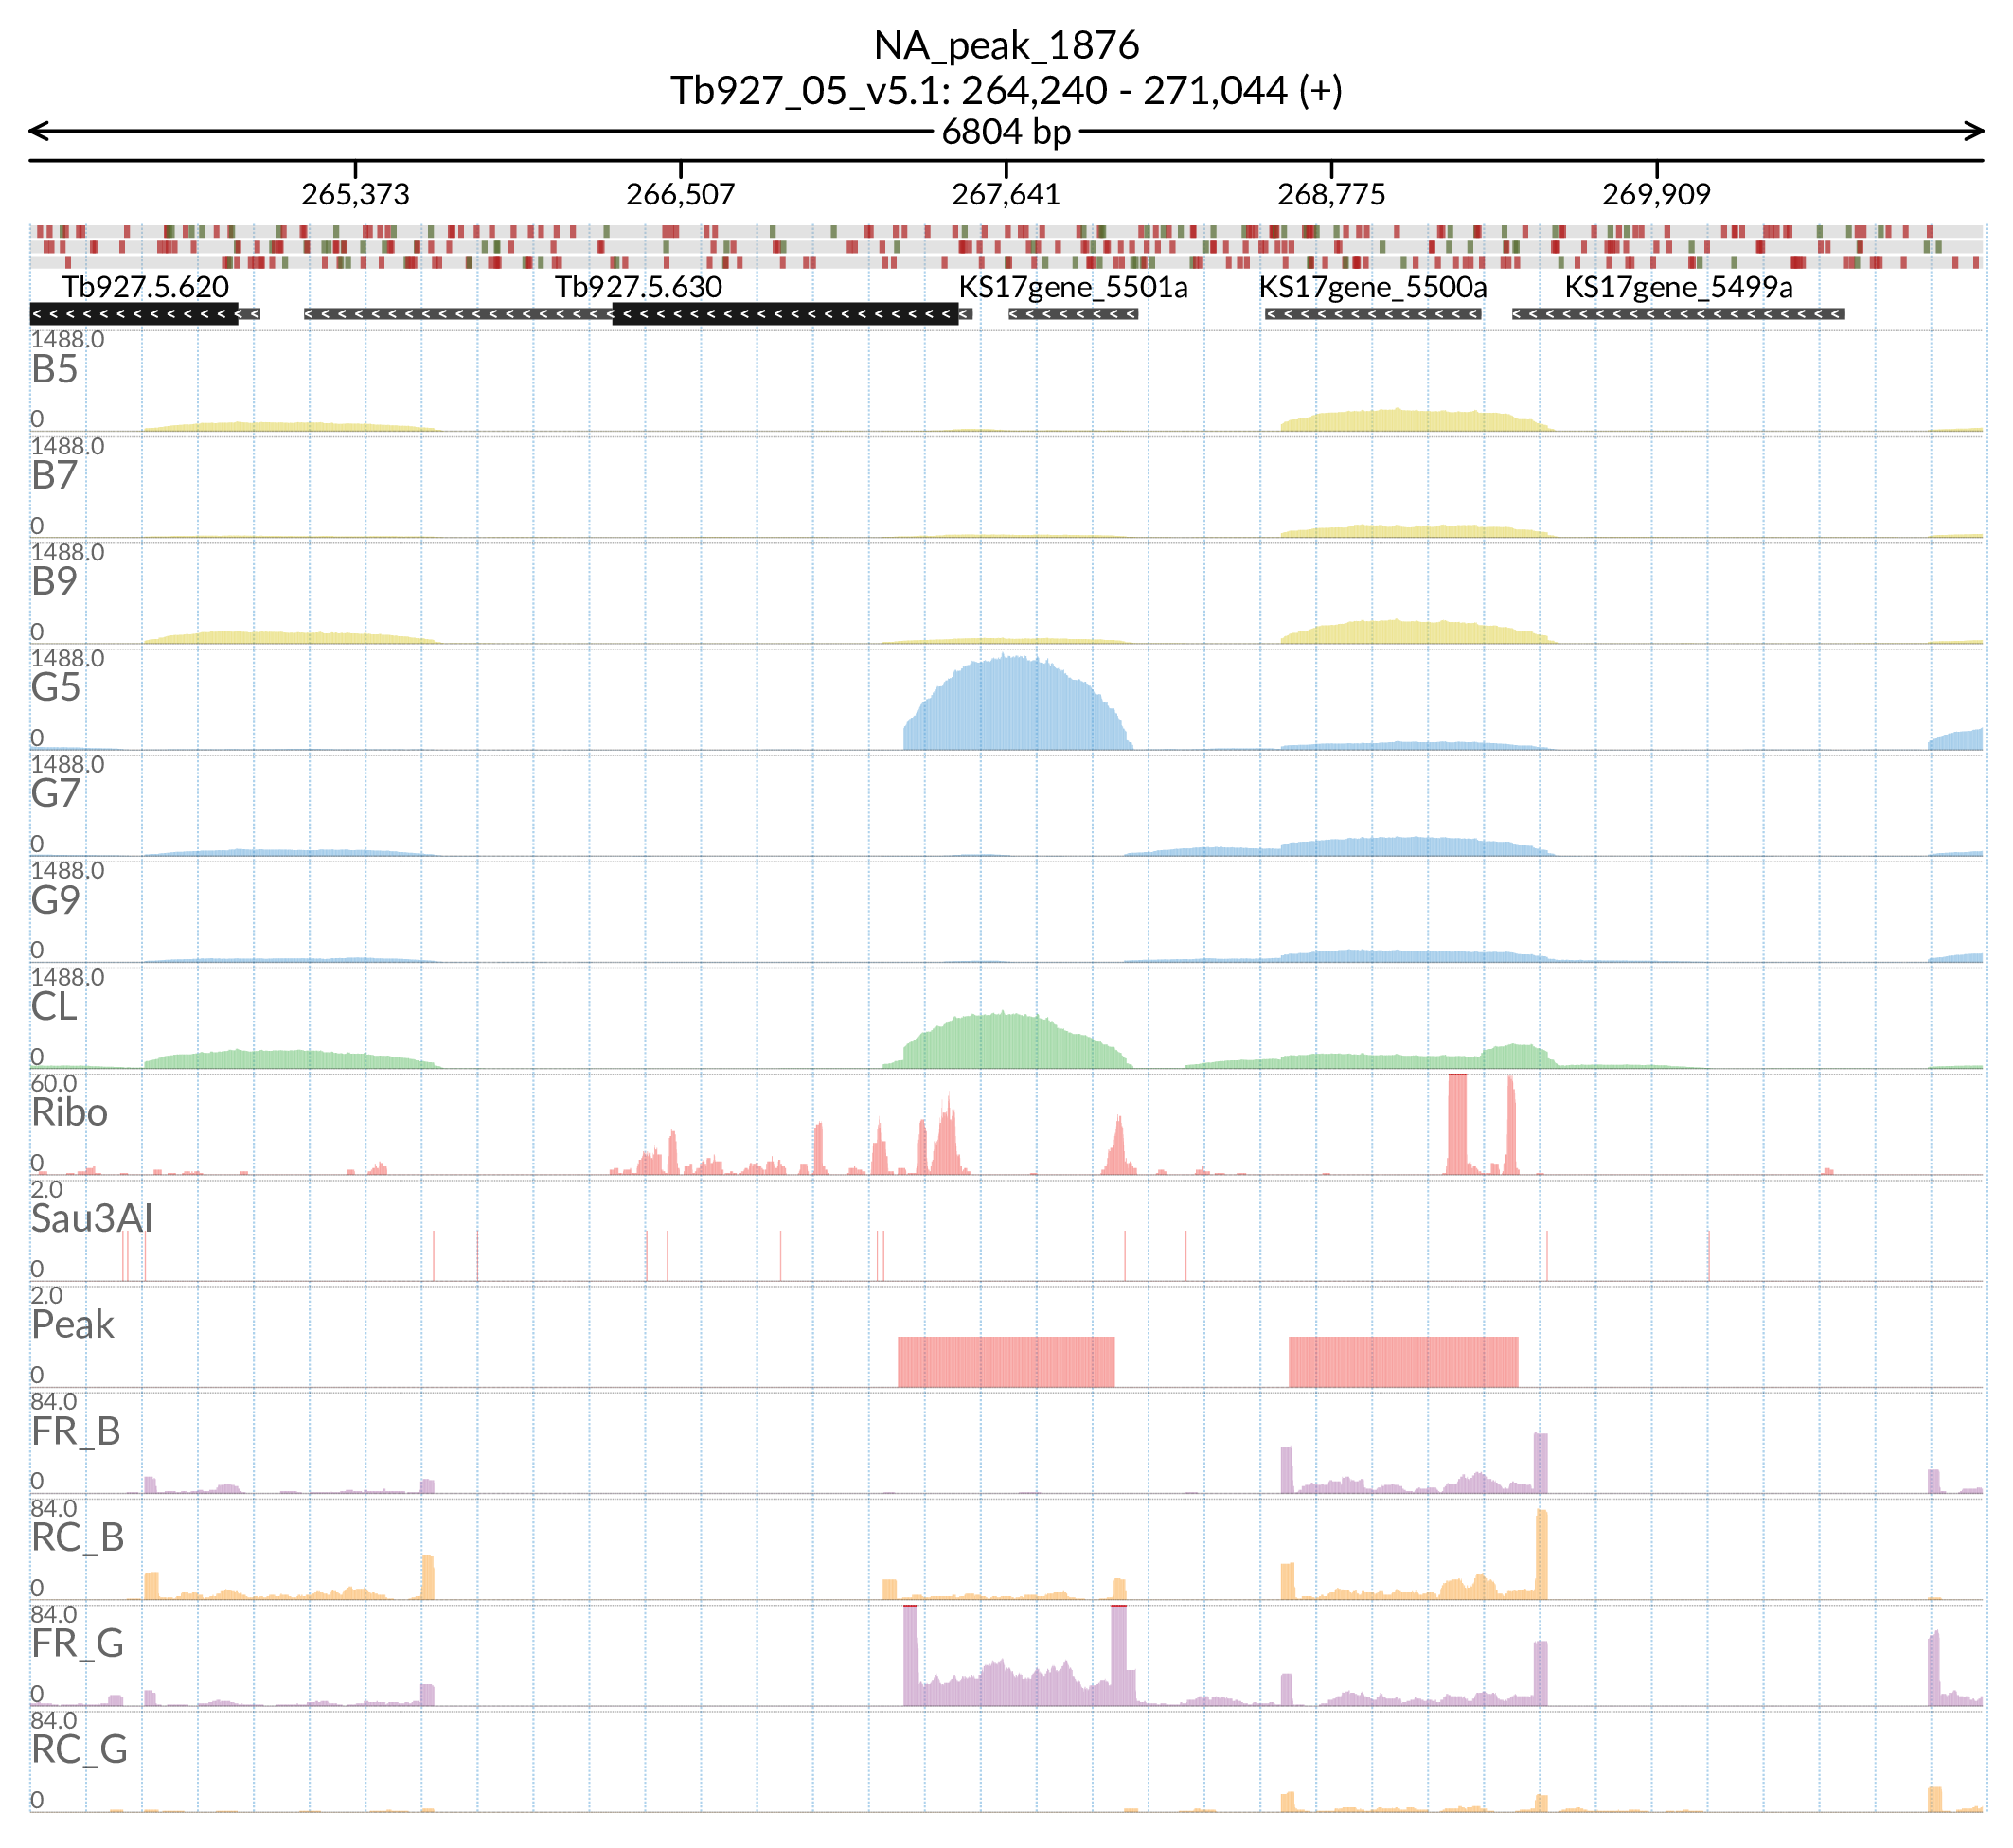 NA_peak_1876
Tb927_05_v5.1: 264,240 - 271,044 (+)
6804 bp
265,373 266,507 267,641 268,775 269,909
Tb927.5.620 Tb927.5.630 KS17gene_5501a KS17gene_5500a KS17gene_5499a
1488.0
B5
0
1488.0
B7
0
1488.0
B9
0
1488.0
G5
0
1488.0
G7
0
1488.0
G9
0
1488.0
CL
0
60.0
Ribo
0
2.0
Sau3AI
0
2.0
Peak
0
84.0
FR_B
0
84.0
RC_B
0
84.0
FR_G
0
84.0
RC_G
0